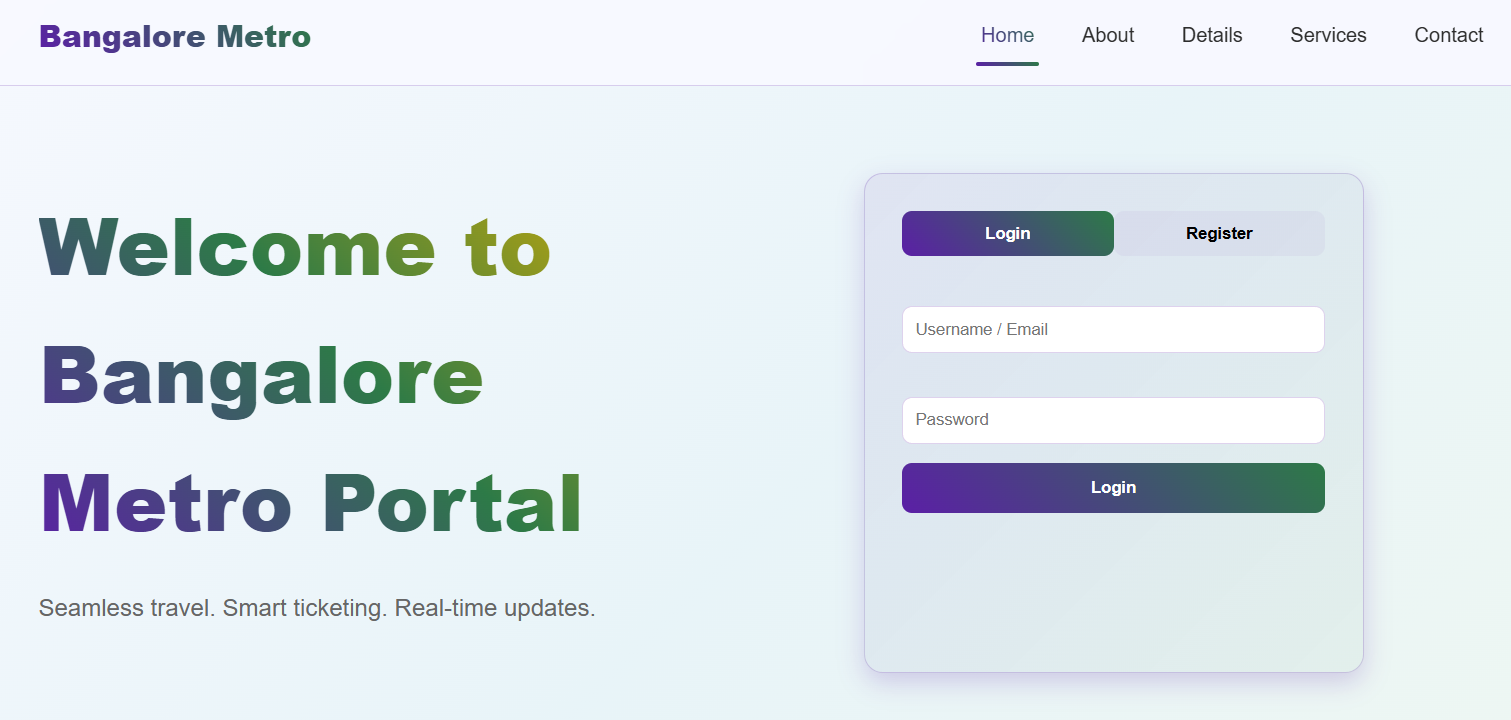 Bangalore Metro
Home About Details Services Contact
Welcome to
Bangalore
Metro Portal
Seamless travel. Smart ticketing. Real-time updates.
Login Register
Username / Email
Password
Login